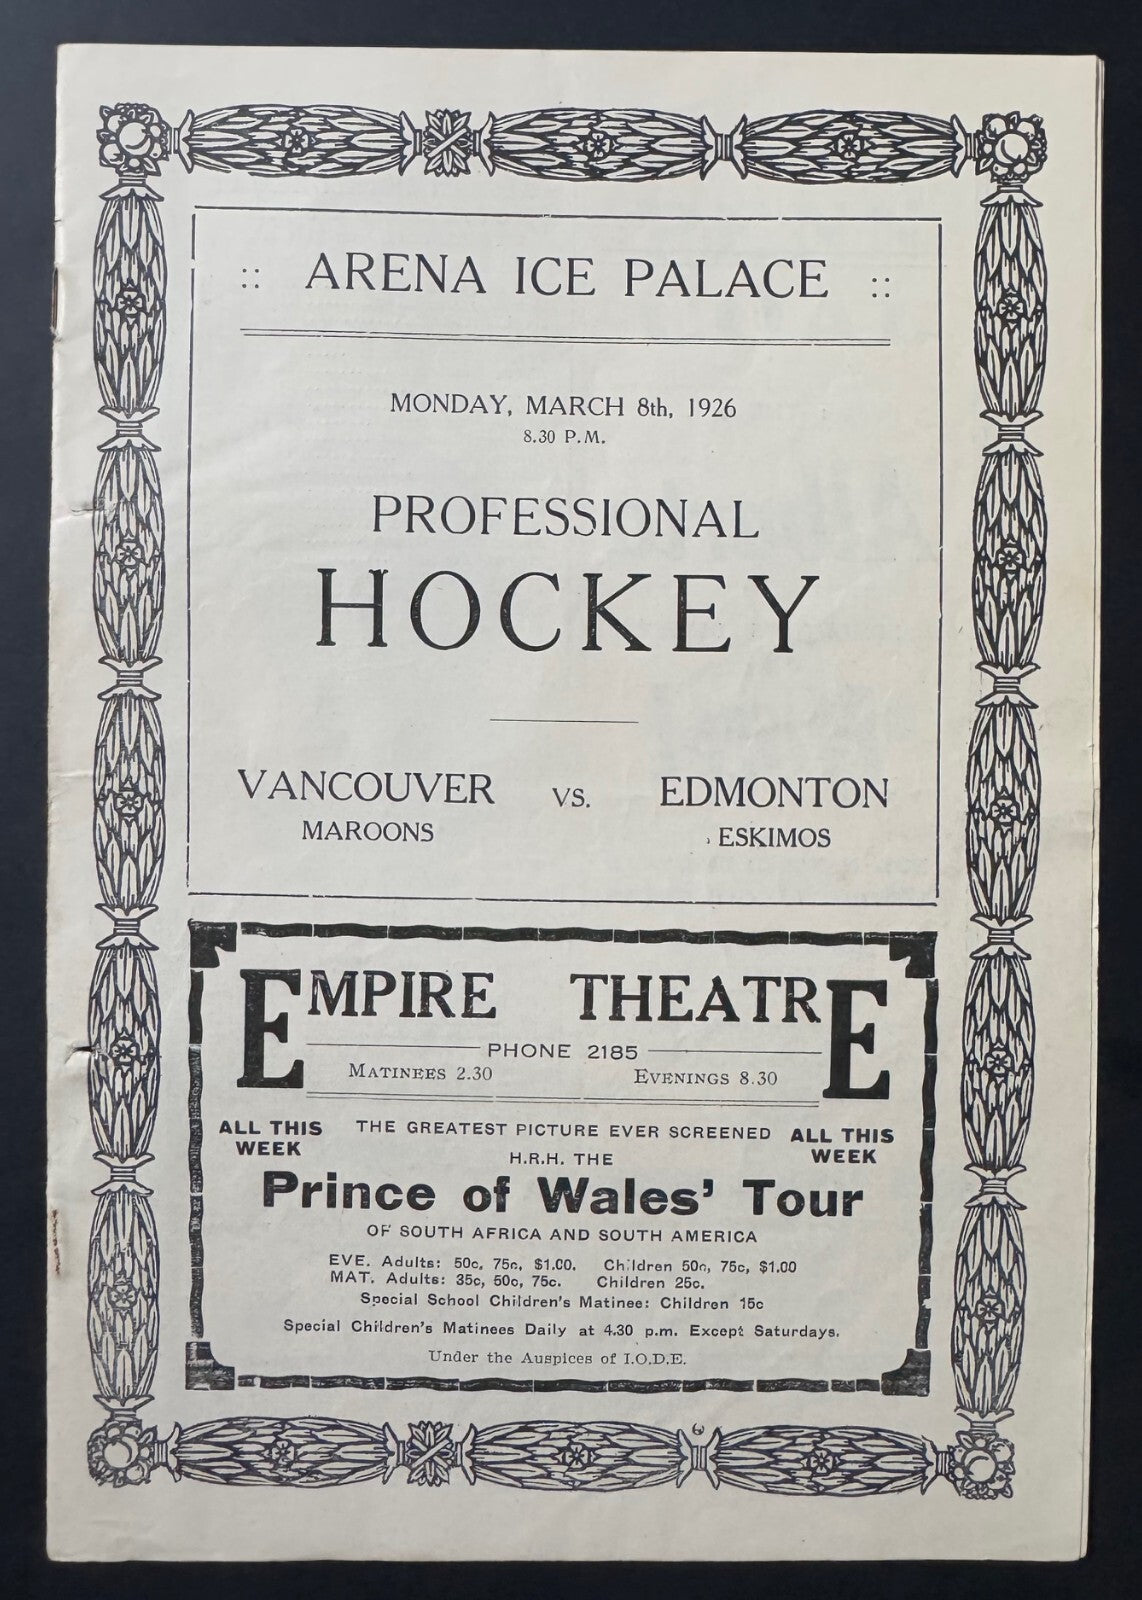 :: ARENA ICE PALACE ::
MONDAY, MARCH 8th, 1926
8.30 P.M.
PROFESSIONAL
HOCKEY
VANCOUVER VS. EDMONTON
MAROONS ESKIMOS
EMPIRE THEATRE
PHONE 2185
MATINEES 2.30 EVENINGS 8.30
ALL THIS WEEK
THE GREATEST PICTURE EVER SCREENED
ALL THIS WEEK
H.R.H. THE
Prince of Wales' Tour
OF SOUTH AFRICA AND SOUTH AMERICA
EVE. Adults: 50c, 75c, $1.00. Children 50c, 75c, $1.00
MAT. Adults: 35c, 50c, 75c. Children 25c.
Special School Children's Matinee: Children 15c
Special Children's Matinees Daily at 4.30 p.m. Except Saturdays.
Under the Auspices of I.O.D.E.